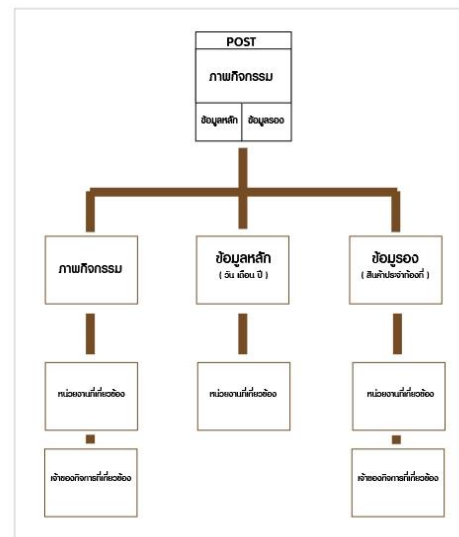 POST
ภาพกิจกรรม
ข้อมูลหลัก ข้อมูลรอง
ภาพกิจกรรม
ข้อมูลหลัก
( วัน เดือน ปี )
ข้อมูรอง
( สินค้าประจำท้องที่ )
หน่วยงานที่เกี่ยวข้อง
หน่วยงานที่เกี่ยวข้อง
หน่วยงานที่เกี่ยวข้อง
เจ้าของกิจการที่เกี่ยวข้อง
เจ้าของกิจการที่เกี่ยวข้อง